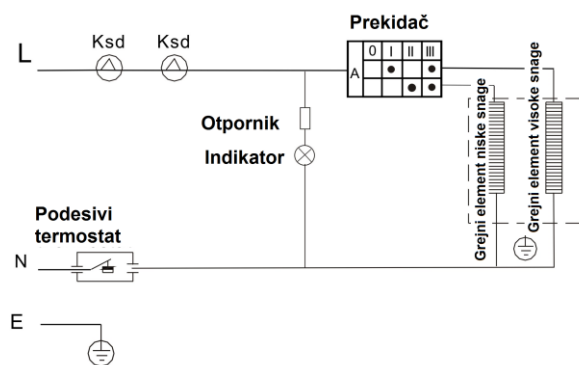 Prekidač
L
Ksd
Ksd
0 I II III
A
Otpornik
Indikator
Grejni element niske snage
Grejni element visoke snage
Podesivi
termostat
N
E